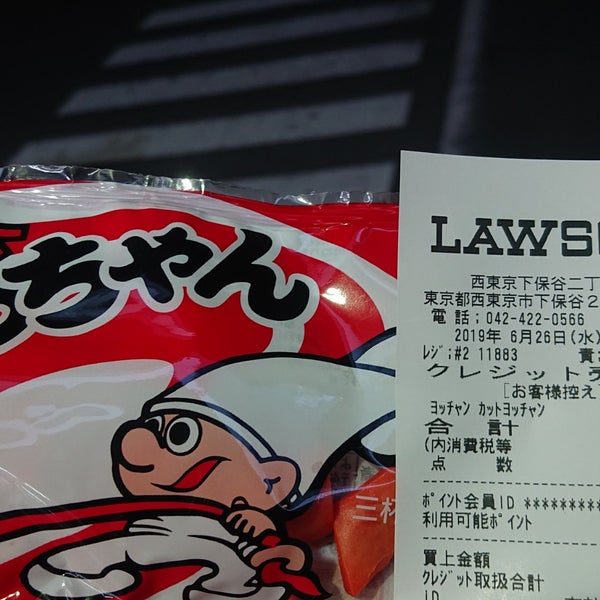 ちゃん
三杯
LAWS
西東京下保谷二丁
東京都西東京市下保谷2
電話:042-422-0566
2019年 6月26日(水)
ﾚｼﾞ:#2 11883 責
クレジット
[お客様控え]
ﾖｯﾁｬﾝ ｶｯﾄﾖｯﾁｬﾝ
合 計
(内消費税等
点 数
ﾎﾟｲﾝﾄ会員ID **********
利用可能ﾎﾟｲﾝﾄ
買上金額
ｸﾚｼﾞｯﾄ取扱合計
ID